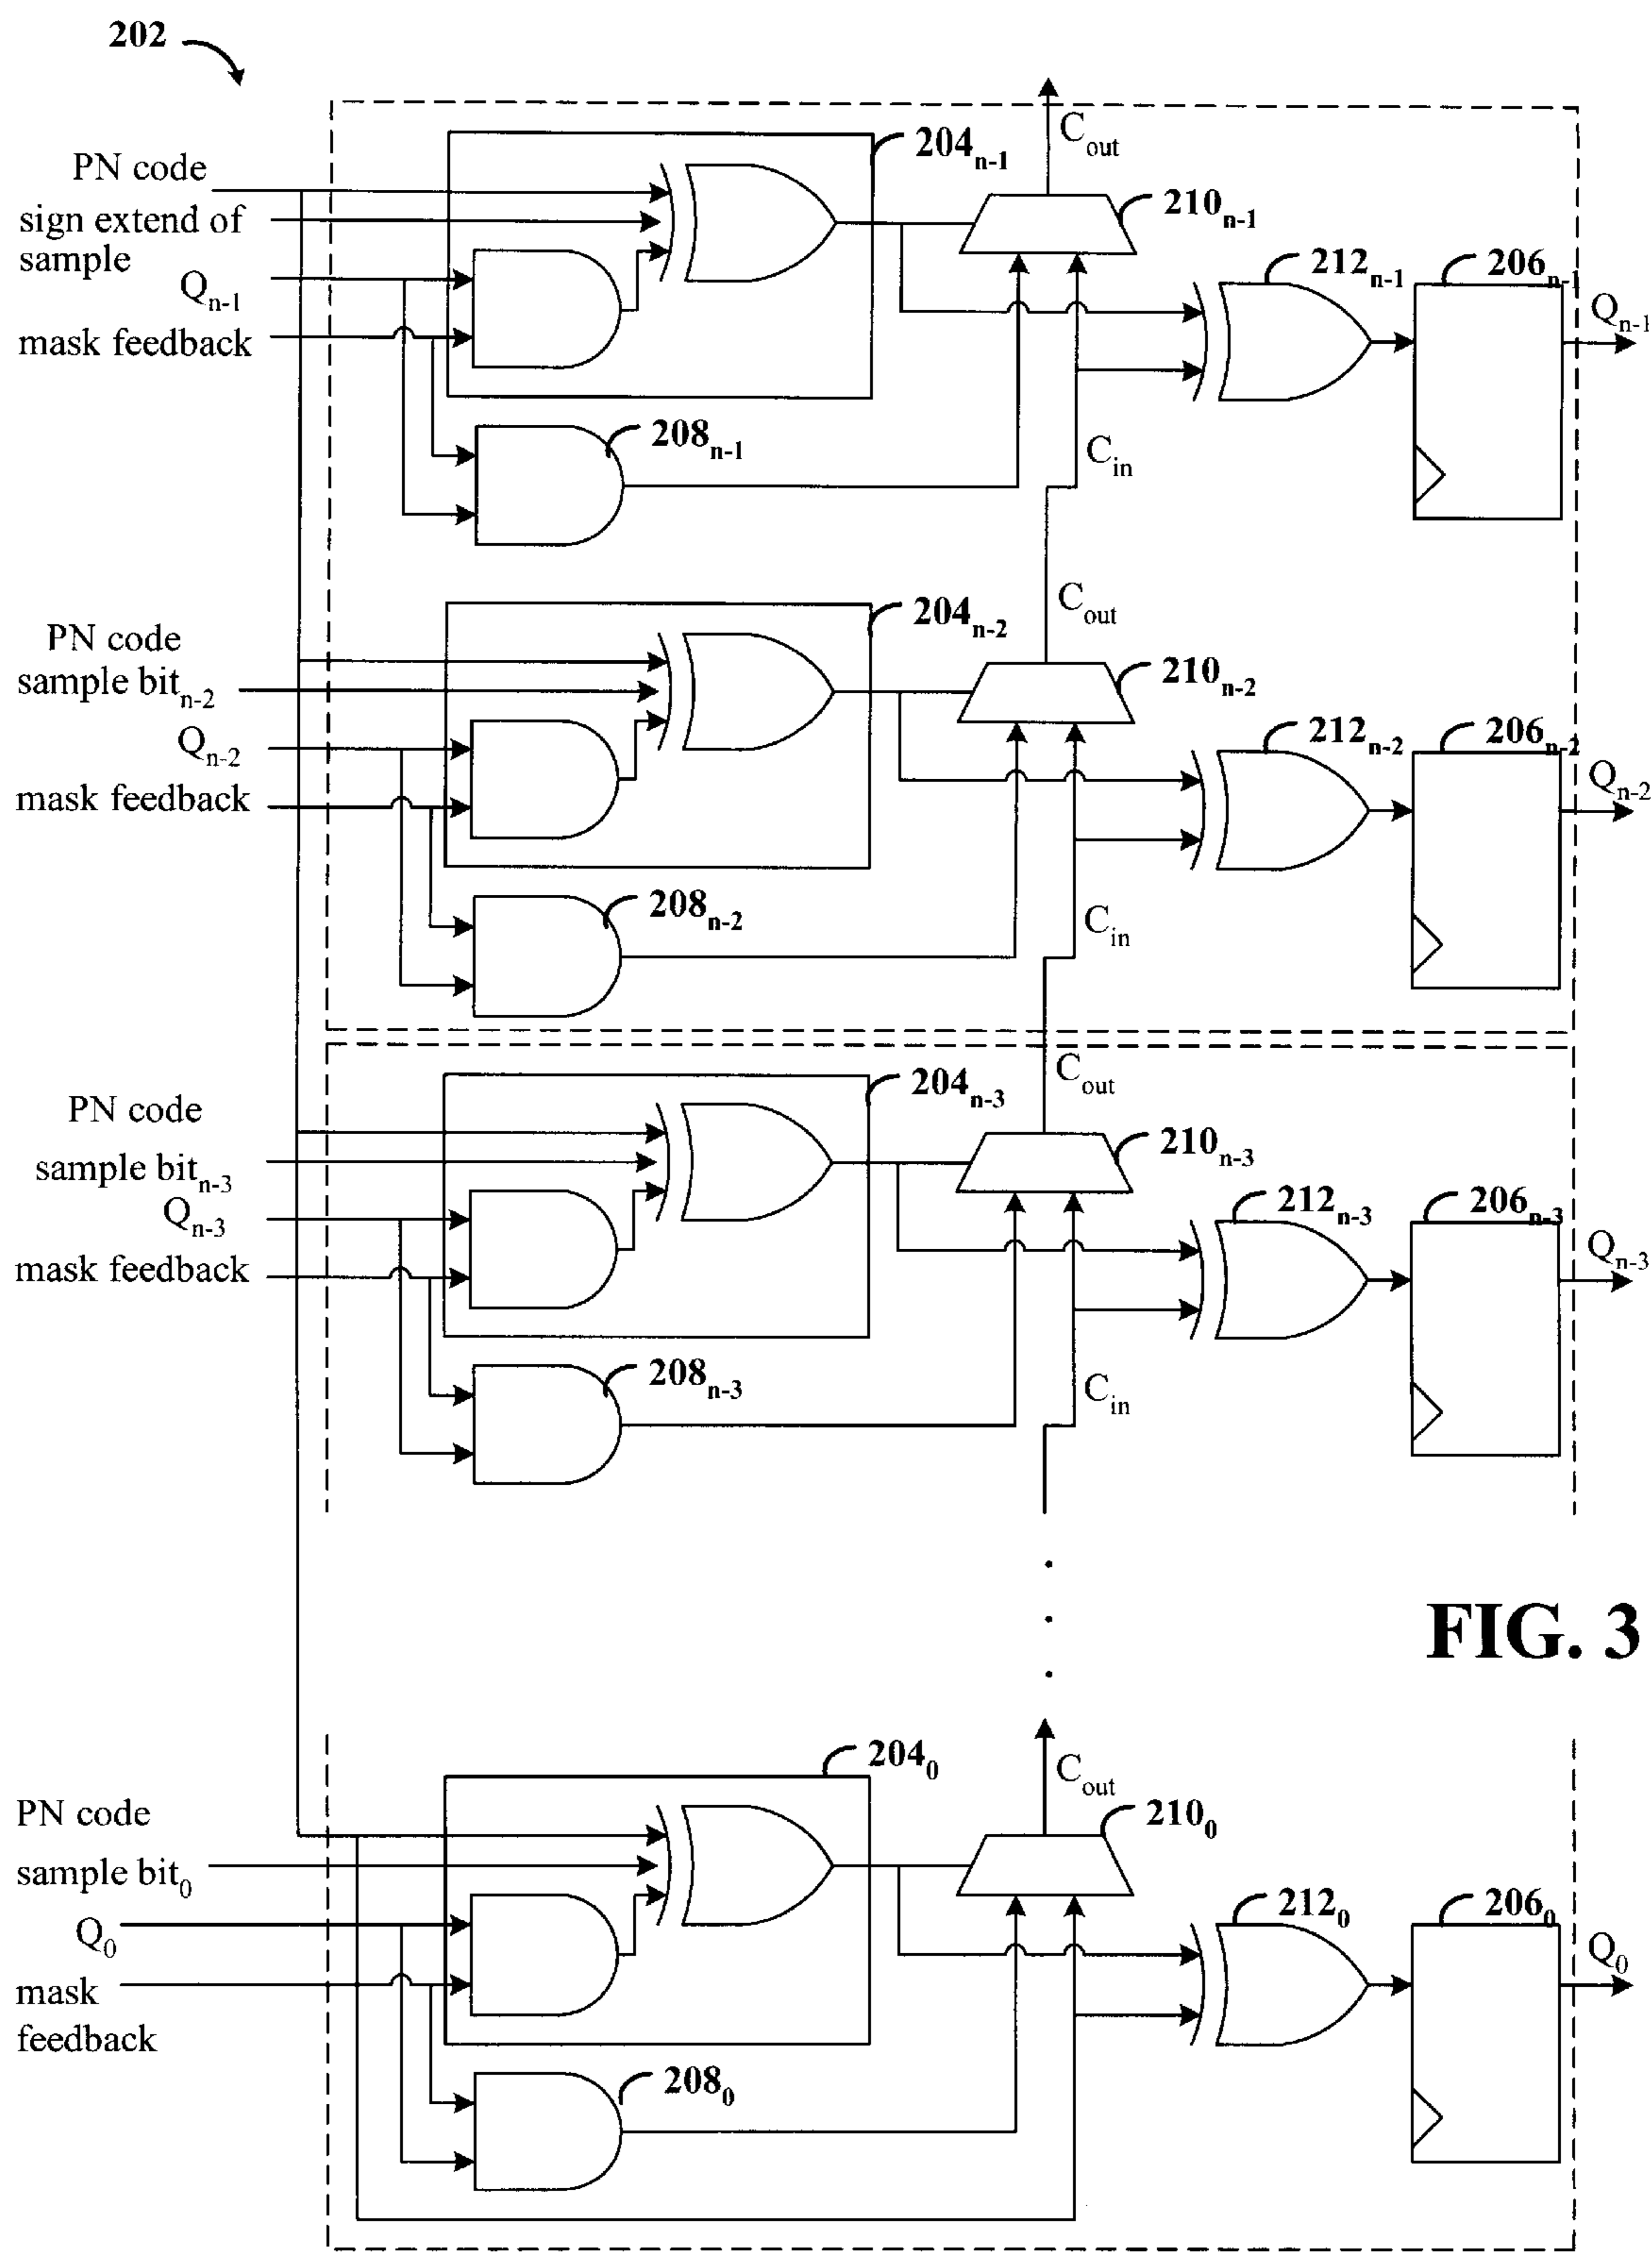 202
C_out
204_n-1
PN code
210_n-1
sign extend of
sample
212_n-1
206_n-1
Q_n-1
Q_n-1
mask feedback
208_n-1
C_in
C_out
204_n-2
PN code
sample bit_n-2
210_n-2
Q_n-2
212_n-2
206_n-2
Q_n-2
mask feedback
208_n-2
C_in
C_out
204_n-3
PN code
210_n-3
sample bit_n-3
Q_n-3
212_n-3
206_n-3
Q_n-3
mask feedback
208_n-3
C_in
FIG. 3
204_0
C_out
PN code
210_0
sample bit_0
212_0
206_0
Q_0
Q_0
mask
feedback
208_0